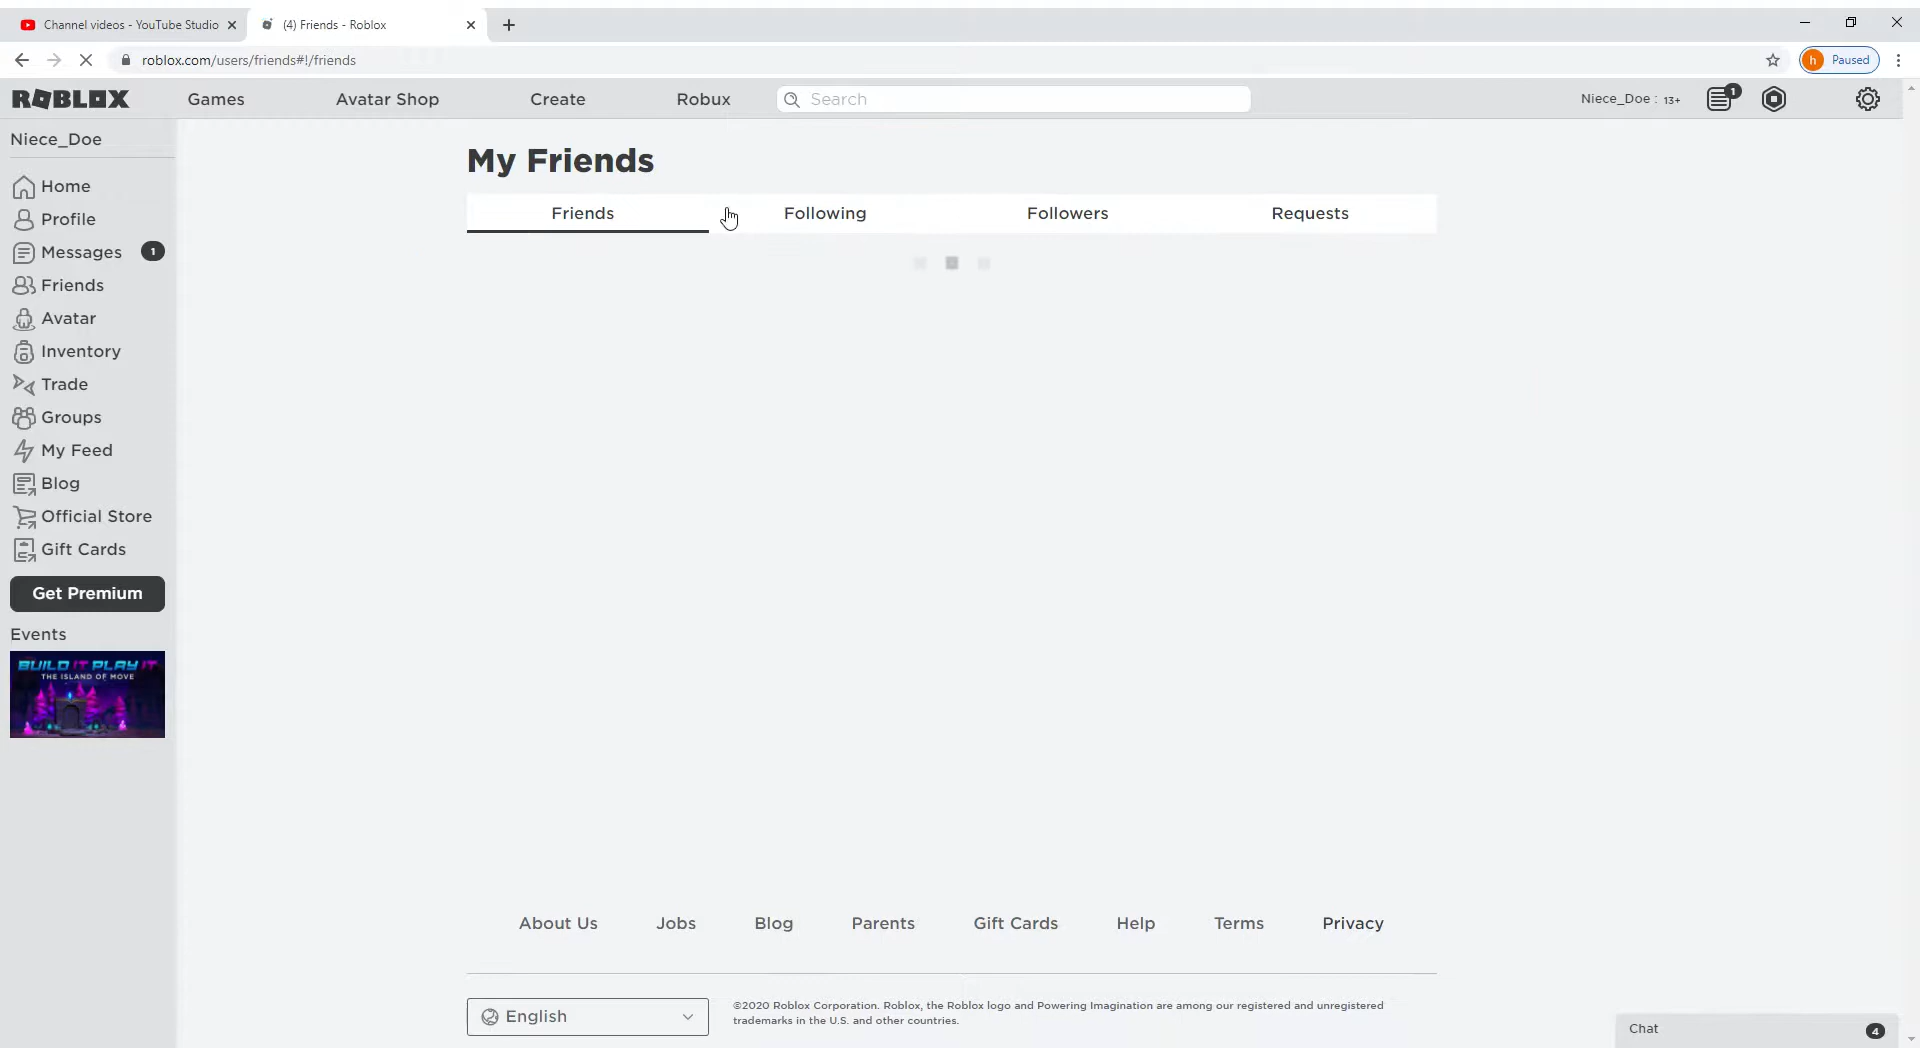 Channel videos - YouTube Studio
(4) Friends - Roblox
roblox.com/users/friends#!/friends
h Paused
ROBLOX Games Avatar Shop Create Robux Search Niece_Doe : 13+ 1
Niece_Doe
Home
Profile
Messages 1
Friends
Avatar
Inventory
Trade
Groups
My Feed
Blog
Official Store
Gift Cards
Get Premium
Events
BUILD IT PLAY IT
THE ISLAND OF MOVE
My Friends
Friends Following Followers Requests
About Us Jobs Blog Parents Gift Cards Help Terms Privacy
English
©2020 Roblox Corporation. Roblox, the Roblox logo and Powering Imagination are among our registered and unregistered
trademarks in the U.S. and other countries.
Chat 4